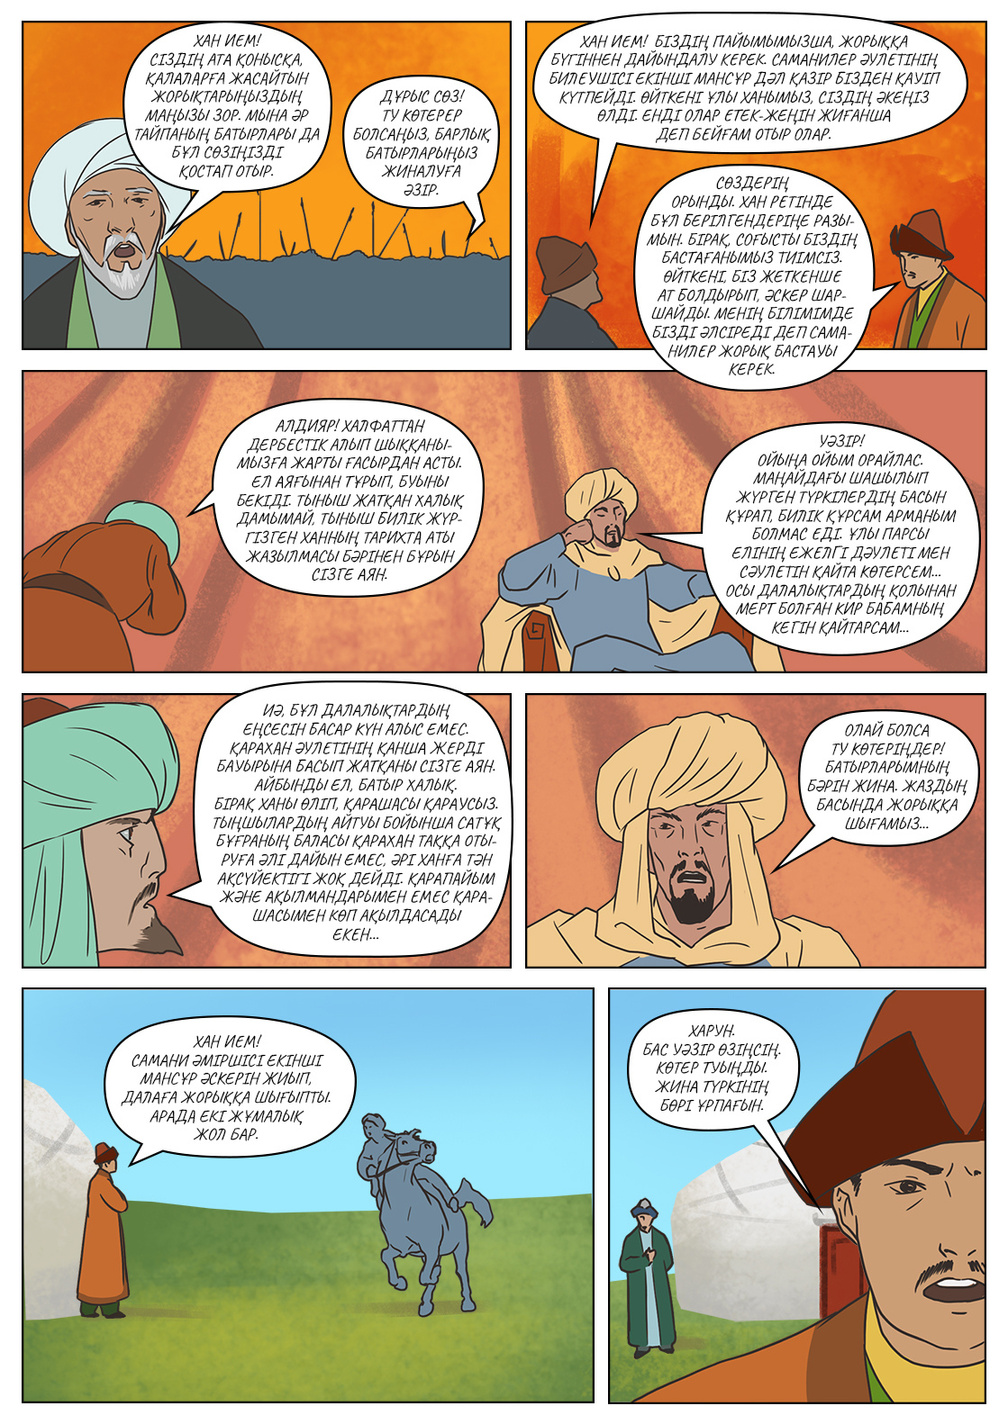 ХАН ИЕМ!
СІЗДІҢ АТА ҚОНЫСҚА,
ҚАЛАЛАРҒА ЖАСАЙТЫН
ЖОРЫҚТАРЫҢЫЗДЫҢ
МАҢЫЗЫ ЗОР. МЫНА ӘР
ТАЙПАНЫҢ БАТЫРЛАРЫ ДА
БҰЛ СӨЗІҢІЗДІ
ҚОСТАП ОТЫР.
ДҰРЫС СӨЗ!
ТУ КӨТЕРЕР
БОЛСАҢЫЗ, БАРЛЫҚ
БАТЫРЛАРЫҢЫЗ
ЖИНАЛУҒА
ӘЗІР.
ХАН ИЕМ! БІЗДІҢ ПАЙЫМЫМЫЗША, ЖОРЫҚҚА
БҮГІННЕН ДАЙЫНДАЛУ КЕРЕК. САМАНИЛЕР ӘУЛЕТІНІҢ
БИЛЕУШІСІ ЕКІНШІ МАНСҰР ДӘЛ ҚАЗІР БІЗДЕН ҚАУІП
КҮТПЕЙДІ. ӨЙТКЕНІ ҰЛЫ ХАНЫМЫЗ, СІЗДІҢ ӘКЕҢІЗ
ӨЛДІ. ЕНДІ ОЛАР ЕТЕК-ЖЕҢІН ЖИҒАНША
ДЕП БЕЙҒАМ ОТЫР ОЛАР.
СӨЗДЕРІҢ
ОРЫНДЫ. ХАН РЕТІНДЕ
БҰЛ БЕРІЛГЕНДЕРІҢЕ РАЗЫ-
МЫН. БІРАҚ, СОҒЫСТЫ БІЗДІҢ
БАСТАҒАНЫМЫЗ ТИІМСІЗ.
ӨЙТКЕНІ, БІЗ ЖЕТКЕНШЕ
АТ БОЛДЫРЫП, ӘСКЕР ШАР-
ШАЙДЫ. МЕНІҢ БІЛІМІМДЕ
БІЗДІ ӘЛСІРЕДІ ДЕП САМА-
НИЛЕР ЖОРЫҚ БАСТАУЫ
КЕРЕК.
АЛДИЯР! ХАЛФАТТАН
ДЕРБЕСТІК АЛЫП ШЫҚҚАНЫ-
МЫЗҒА ЖАРТЫ ҒАСЫРДАН АСТЫ.
ЕЛ АЯҒЫНАН ТҰРЫП, БУЫНЫ
БЕКІДІ. ТЫНЫШ ЖАТҚАН ХАЛЫҚ
ДАМЫМАЙ, ТЫНЫШ БИЛІК ЖҮР-
ГІЗГЕН ХАННЫҢ ТАРИХТА АТЫ
ЖАЗЫЛМАСЫ БӘРІНЕН БҰРЫН
СІЗГЕ АЯН.
УӘЗІР!
ОЙЫҢА ОЙЫМ ОРАЙЛАС.
МАҢАЙДАҒЫ ШАШЫЛЫП
ЖҮРГЕН ТҮРКІЛЕРДІҢ БАСЫН
ҚҰРАП, БИЛІК ҚҰРСАМ АРМАНЫМ
БОЛМАС ЕДІ. ҰЛЫ ПАРСЫ
ЕЛІНІҢ ЕЖЕЛГІ ДӘУЛЕТІ МЕН
СӘУЛЕТІН ҚАЙТА КӨТЕРСЕМ...
ОСЫ ДАЛАЛЫҚТАРДЫҢ ҚОЛЫНАН
МЕРТ БОЛҒАН КИР БАБАМНЫҢ
КЕГІН ҚАЙТАРСАМ...
ИӘ, БҰЛ ДАЛАЛЫҚТАРДЫҢ
ЕҢСЕСІН БАСАР КҮН АЛЫС ЕМЕС.
ҚАРАХАН ӘУЛЕТІНІҢ ҚАНША ЖЕРДІ
БАУЫРЫНА БАСЫП ЖАТҚАНЫ СІЗГЕ АЯН.
АЙБЫНДЫ ЕЛ, БАТЫР ХАЛЫҚ.
БІРАҚ ХАНЫ ӨЛІП, ҚАРАШАСЫ ҚАРАУСЫЗ.
ТЫҢШЫЛАРДЫҢ АЙТУЫ БОЙЫНША САТҰҚ
БҰҒРАНЫҢ БАЛАСЫ ҚАРАХАН ТАҚҚА ОТЫ-
РУҒА ӘЛІ ДАЙЫН ЕМЕС, ӘРІ ХАНҒА ТӘН
АҚСҮЙЕКТІГІ ЖОҚ ДЕЙДІ. ҚАРАПАЙЫМ
ЖӘНЕ АҚЫЛМАНДАРЫМЕН ЕМЕС ҚАРА-
ШАСЫМЕН КӨП АҚЫЛДАСАДЫ
ЕКЕН...
ОЛАЙ БОЛСА
ТУ КӨТЕРІҢДЕР!
БАТЫРЛАРЫМНЫҢ
БӘРІН ЖИНА. ЖАЗДЫҢ
БАСЫНДА ЖОРЫҚҚА
ШЫҒАМЫЗ...
ХАН ИЕМ!
САМАНИ ӘМІРШІСІ ЕКІНШІ
МАНСҰР ӘСКЕРІН ЖИЫП,
ДАЛАҒА ЖОРЫҚҚА ШЫҒЫПТЫ.
АРАДА ЕКІ ЖҰМАЛЫҚ
ЖОЛ БАР.
ХАРУН.
БАС УӘЗІР ӨЗІҢСІҢ.
КӨТЕР ТУЫҢДЫ.
ЖИНА ТҮРКІНІҢ
БӨРІ ҰРПАҒЫН.